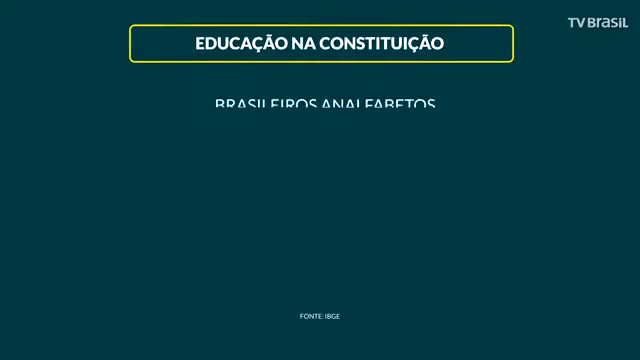 TV BRASIL
EDUCAÇÃO NA CONSTITUIÇÃO
BRASILEIROS ANALFABETOS
FONTE: IBGE